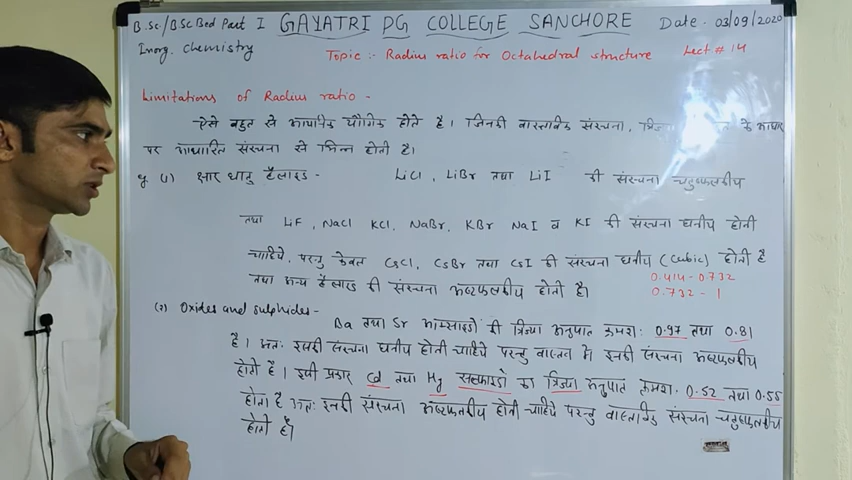 B.Sc/BSCBed Part I GAYATRI PG COLLEGE SANCHORE Date - 03/09/2020
Inorg. chemistry Topic :- Radius ratio for Octahedral structure Lect # 14
Limitations of Radius ratio -
ऐसे बहुत से आयनिक यौगिक होते है। जिनकी वास्तविक संरचना, त्रिज्या के आधार
पर आधारित संरचना से भिन्न होती है।
eg (1) क्षार धातु हैलाइड - LiCl, LiBr तथा LiI की संरचना चतुष्फलकीय
तथा LiF, NaCl KCl, NaBr, KBr NaI व KI की संरचना घनीय होनी
चाहिये, परन्तु केवल CsCl, CsBr तथा CsI की संरचना घनीय (Cubic) होती है
0.414 - 0.732
तथा अन्य हैलाइड की संरचना अष्टफलकीय होती है। 0.732 - 1
(2) Oxides and sulphides -
Ba तथा Sr ऑक्साइडो की त्रिज्या अनुपात क्रमशः 0.97 तथा 0.81
है। अतः इनकी संरचना घनीय होनी चाहिये परन्तु वास्तव में इनकी संरचना अष्टफलकीय
होती है। इसी प्रकार Cd तथा Hg सल्फाइडो का त्रिज्या अनुपात क्रमशः 0.52 तथा 0.55
होता है अतः इनकी संरचना अष्टफलकीय होनी चाहिये परन्तु वास्तविक संरचना चतुष्फलकीय
होती है।